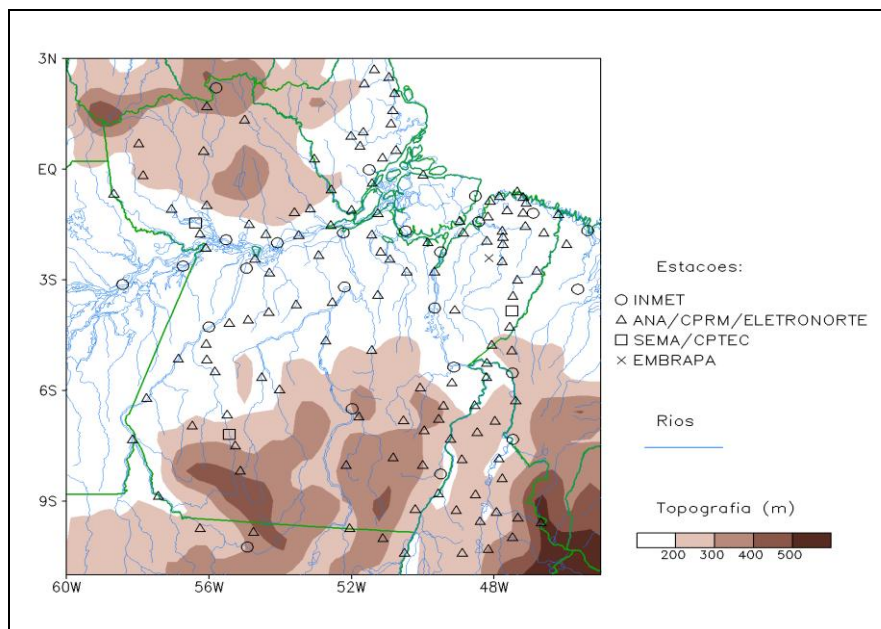 3N
EQ
3S
6S
9S
60W
56W
52W
48W
Estacoes:
INMET
ANA/CPRM/ELETRONORTE
SEMA/CPTEC
EMBRAPA
Rios
Topografia (m)
200 300 400 500